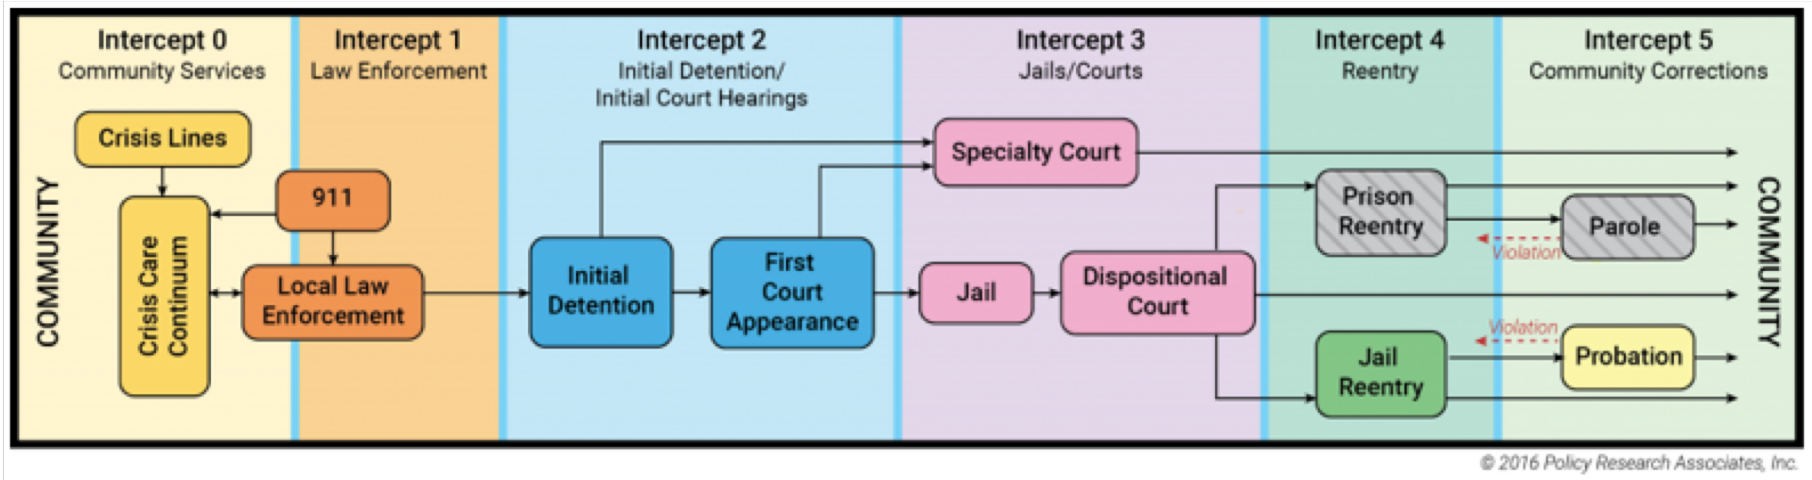 Intercept 0
Community Services
Intercept 1
Law Enforcement
Intercept 2
Initial Detention/
Initial Court Hearings
Intercept 3
Jails/Courts
Intercept 4
Reentry
Intercept 5
Community Corrections
COMMUNITY
Crisis Lines
Crisis Care
Continuum
911
Local Law
Enforcement
Initial
Detention
First
Court
Appearance
Specialty Court
Jail
Dispositional
Court
Prison
Reentry
Parole
Violation
Jail
Reentry
Violation
Probation
COMMUNITY
© 2016 Policy Research Associates, Inc.